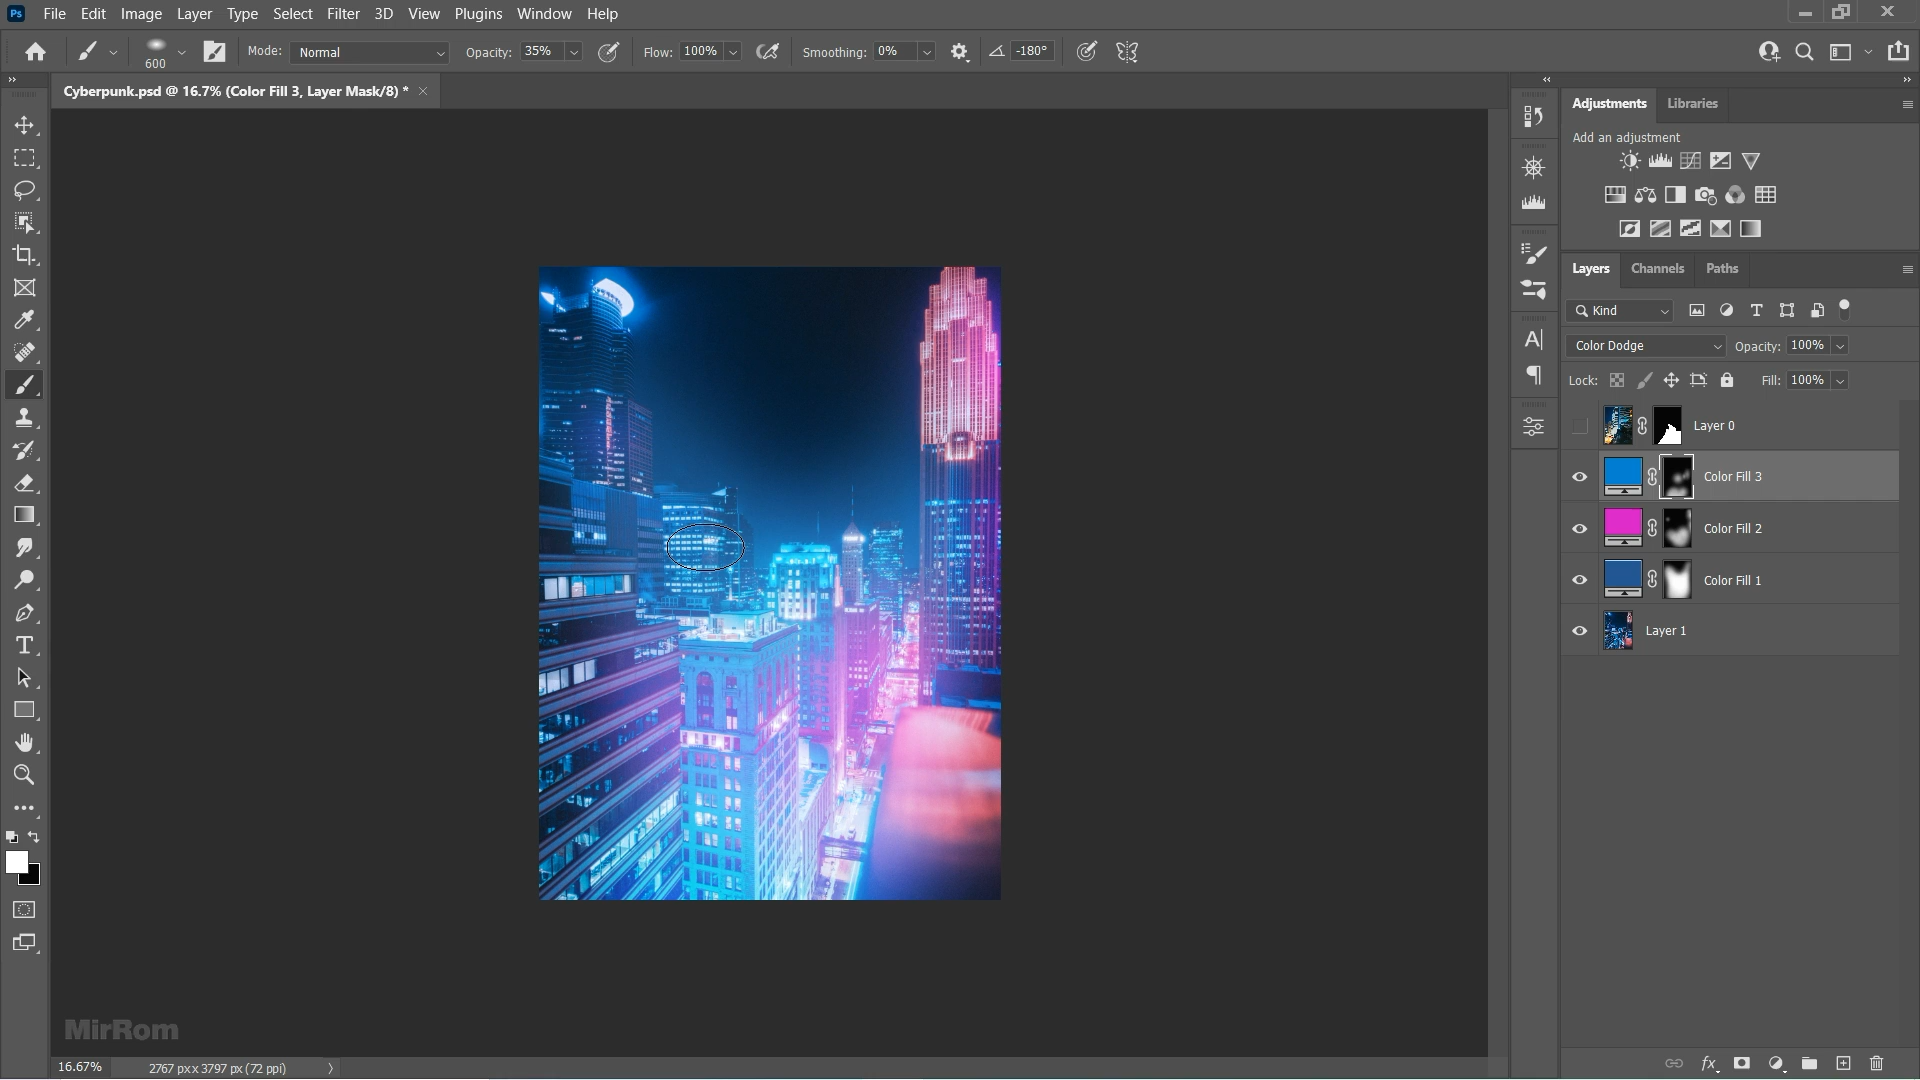 Ps File Edit Image Layer Type Select Filter 3D View Plugins Window Help
600 Mode: Normal Opacity: 35% Flow: 100% Smoothing: 0% -180°
Cyberpunk.psd @ 16.7% (Color Fill 3, Layer Mask/8) *
Adjustments Libraries
Add an adjustment
Layers Channels Paths
Kind
Color Dodge Opacity: 100%
Lock: Fill: 100%
Layer 0
Color Fill 3
Color Fill 2
Color Fill 1
Layer 1
MirRom
16.67% 2767 px x 3797 px (72 ppi)